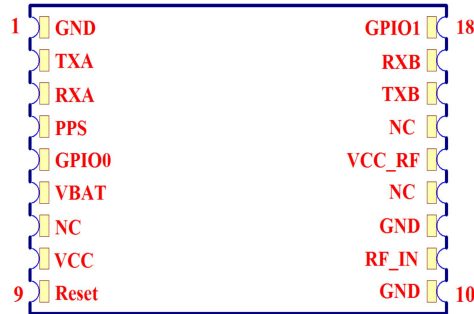 1 GND GPIO1 18
TXA RXB
RXA TXB
PPS NC
GPIO0 VCC_RF
VBAT NC
NC GND
VCC RF_IN
9 Reset GND 10